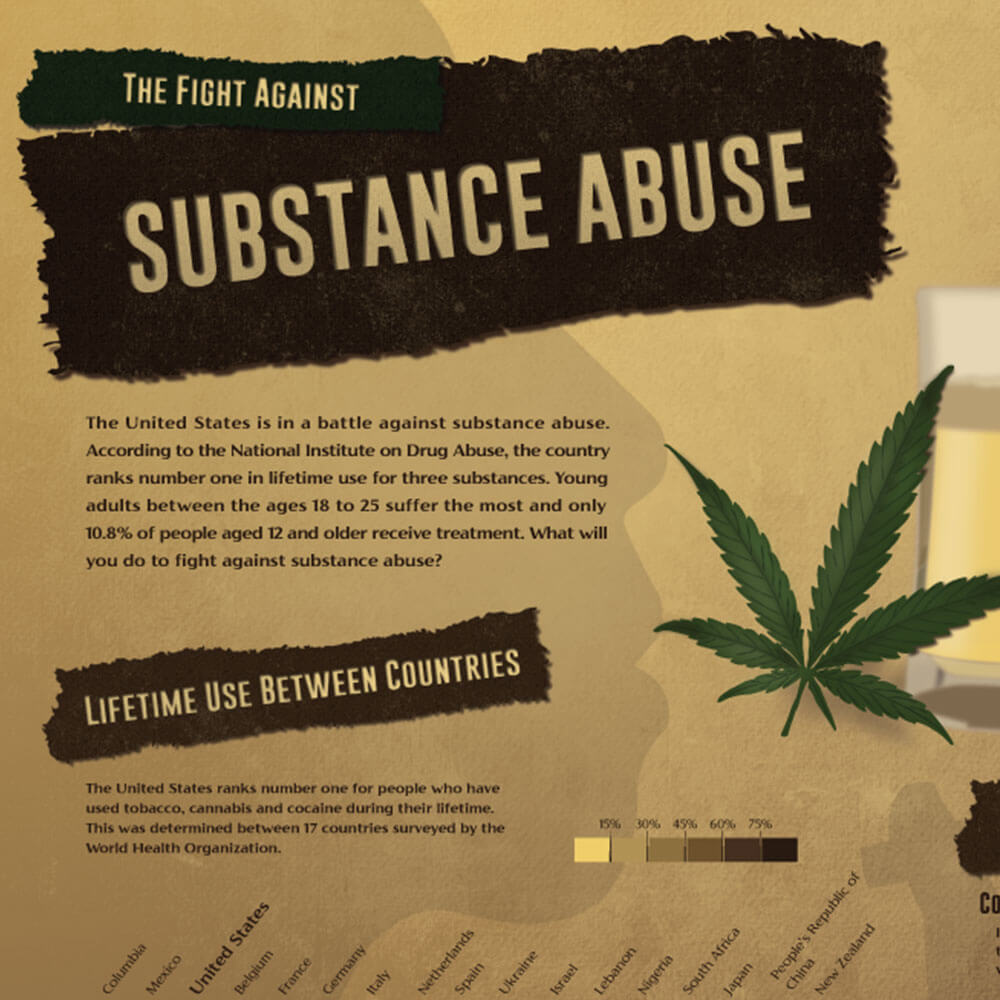 The Fight Against
SUBSTANCE ABUSE
The United States is in a battle against substance abuse.
According to the National Institute on Drug Abuse, the country
ranks number one in lifetime use for three substances. Young
adults between the ages 18 to 25 suffer the most and only
10.8% of people aged 12 and older receive treatment. What will
you do to fight against substance abuse?
Lifetime Use Between Countries
The United States ranks number one for people who have
used tobacco, cannabis and cocaine during their lifetime.
This was determined between 17 countries surveyed by the
World Health Organization.
15% 30% 45% 60% 75%
Columbia
Mexico
United States
Belgium
France
Germany
Italy
Netherlands
Spain
Ukraine
Israel
Lebanon
Nigeria
South Africa
Japan
People's Republic of
China
New Zealand